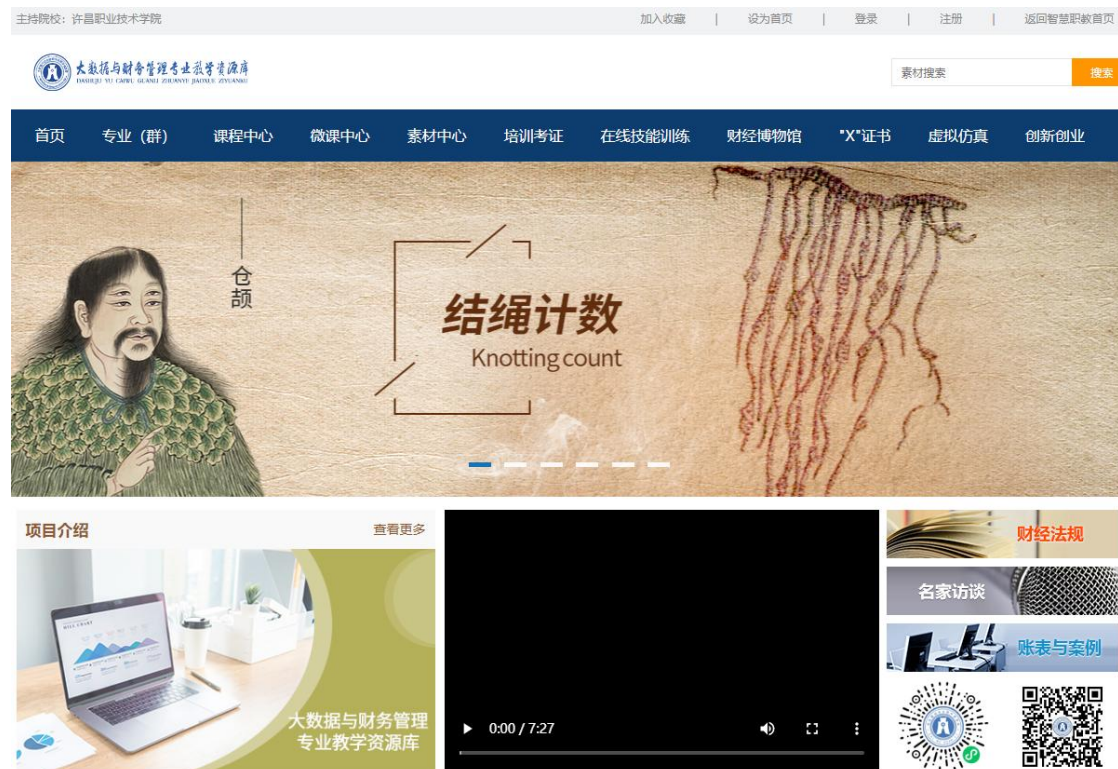 主持院校：许昌职业技术学院
加入收藏 | 设为首页 | 登录 | 注册 | 返回智慧职教首页
大数据与财务管理专业教学资源库
DASHUJU YU CAIWU GUANLI ZHUANYE JIAOXUE ZIYUANKU
素材搜索
搜索
首页 专业（群） 课程中心 微课中心 素材中心 培训考证 在线技能训练 财经博物馆 "X"证书 虚拟仿真 创新创业
仓颉
结绳计数
Knotting count
项目介绍
查看更多
大数据与财务管理
专业教学资源库
0:00 / 7:27
财经法规
名家访谈
账表与案例